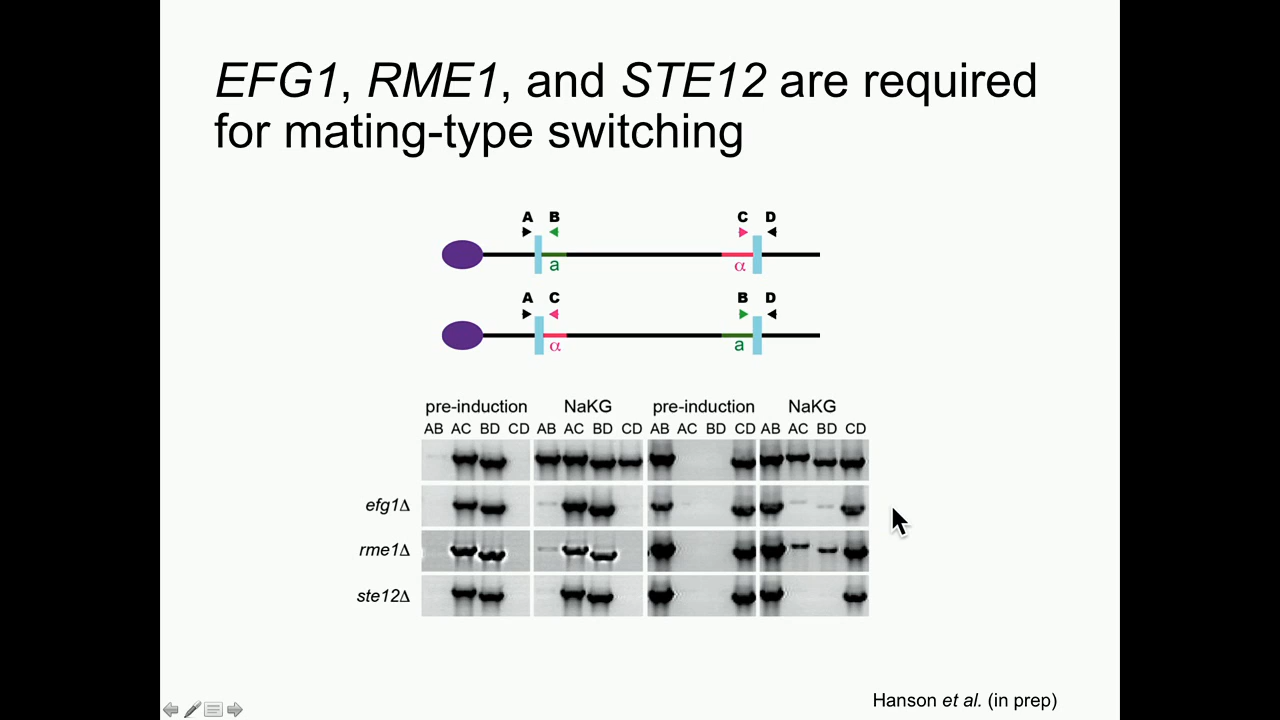 EFG1, RME1, and STE12 are required
for mating-type switching
A B C D
a α
A C B D
α a
pre-induction NaKG pre-induction NaKG
AB AC BD CD AB AC BD CD AB AC BD CD AB AC BD CD
efg1Δ
rme1Δ
ste12Δ
Hanson et al. (in prep)